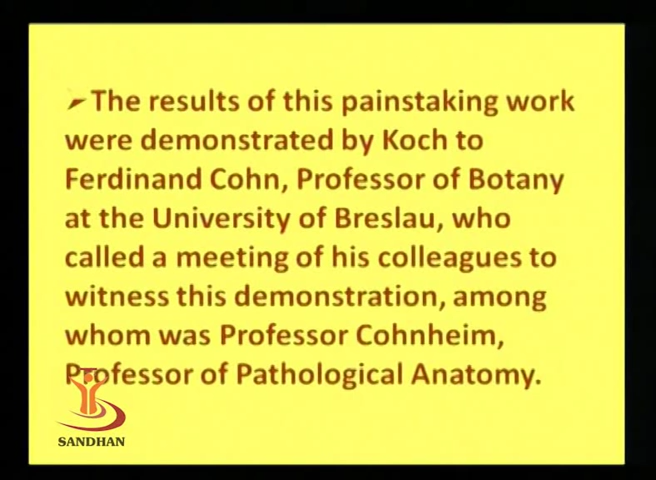 ➢The results of this painstaking work
were demonstrated by Koch to
Ferdinand Cohn, Professor of Botany
at the University of Breslau, who
called a meeting of his colleagues to
witness this demonstration, among
whom was Professor Cohnheim,
Professor of Pathological Anatomy.
SANDHAN